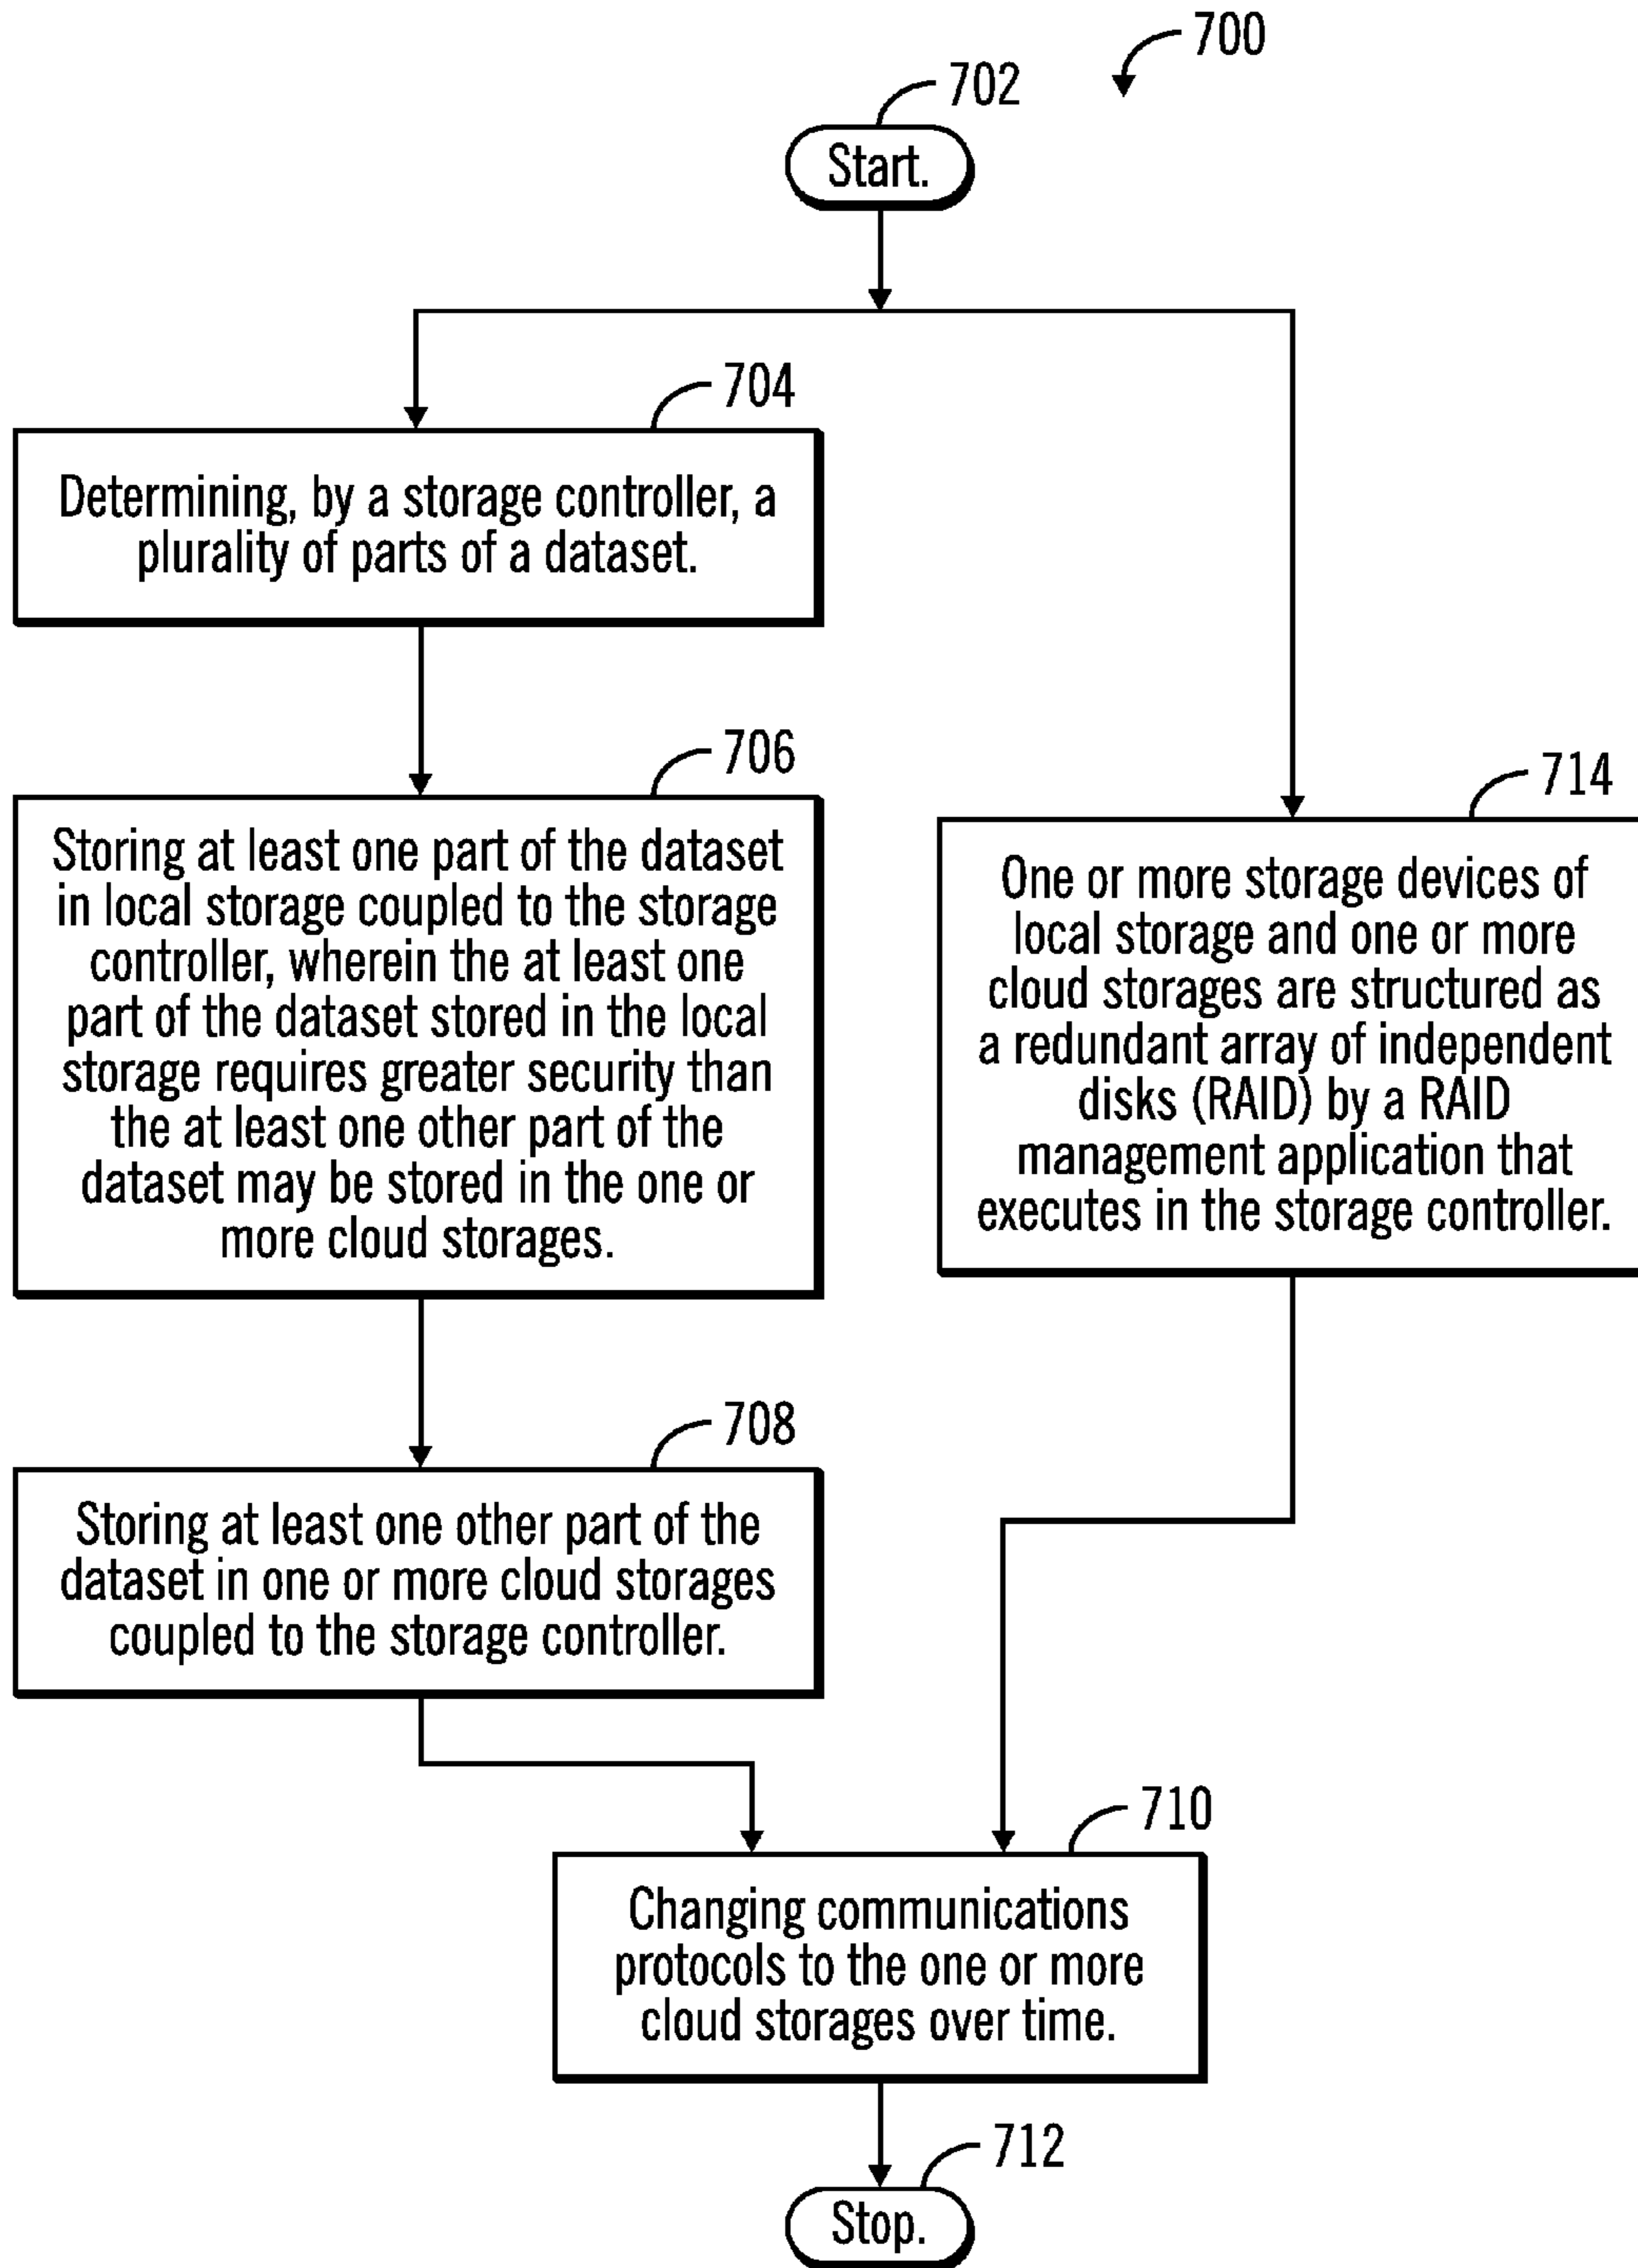 700
702
Start.
704
Determining, by a storage controller, a
plurality of parts of a dataset.
706
Storing at least one part of the dataset
in local storage coupled to the storage
controller, wherein the at least one
part of the dataset stored in the local
storage requires greater security than
the at least one other part of the
dataset may be stored in the one or
more cloud storages.
714
One or more storage devices of
local storage and one or more
cloud storages are structured as
a redundant array of independent
disks (RAID) by a RAID
management application that
executes in the storage controller.
708
Storing at least one other part of the
dataset in one or more cloud storages
coupled to the storage controller.
710
Changing communications
protocols to the one or more
cloud storages over time.
712
Stop.